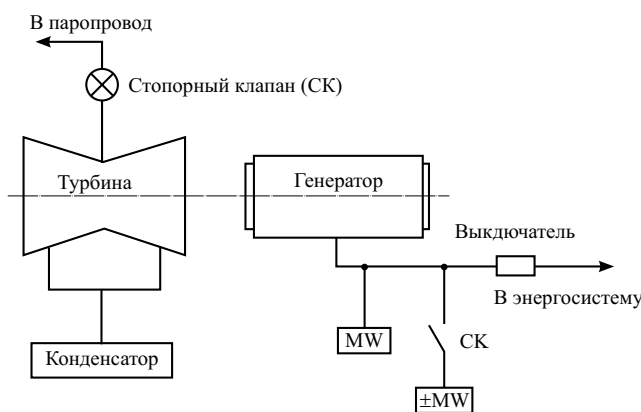 В паропровод
Стопорный клапан (СК)
Турбина
Генератор
Выкдючатель
В энергосистему
MW
СК
Конденсатор
±MW